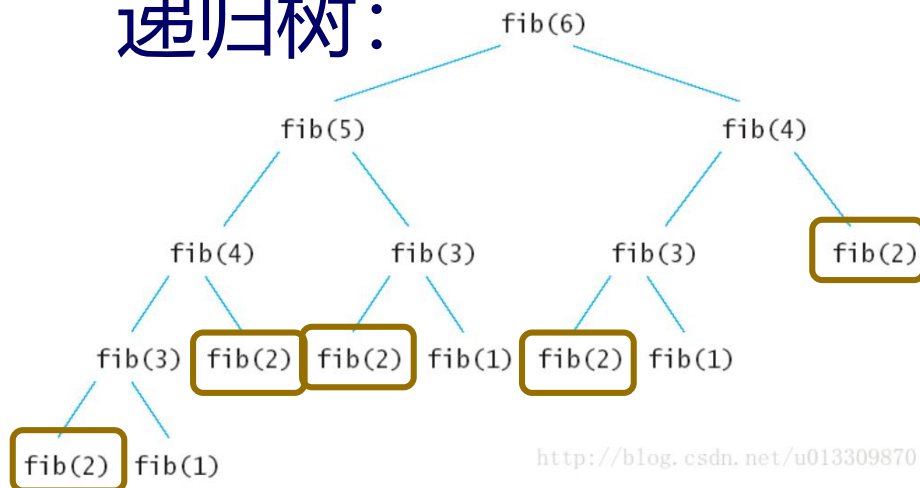 递归树：
fib(6)
fib(5) fib(4)
fib(4) fib(3) fib(3) fib(2)
fib(3) fib(2) fib(2) fib(1) fib(2) fib(1)
fib(2) fib(1)
http://blog.csdn.net/u013309870